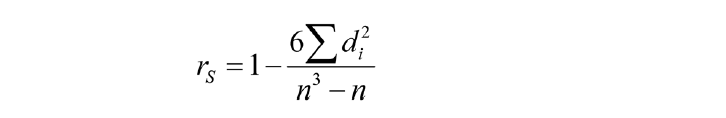 r_S = 1 - \frac{6\sum d_i^2}{n^3 - n}